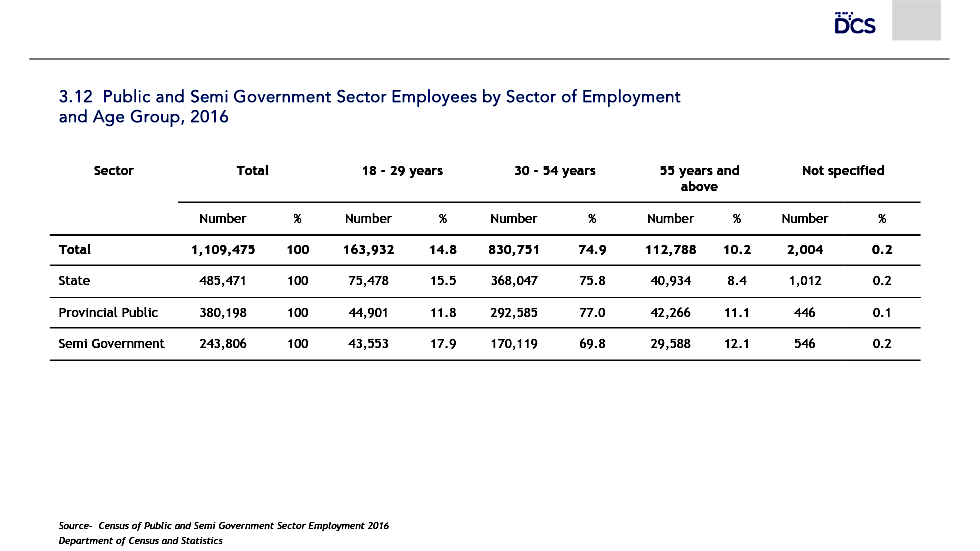 DCS
3.12 Public and Semi Government Sector Employees by Sector of Employment
and Age Group, 2016
Sector Total 18 - 29 years 30 - 54 years 55 years and above Not specified
Number % Number % Number % Number % Number %
Total 1,109,475 100 163,932 14.8 830,751 74.9 112,788 10.2 2,004 0.2
State 485,471 100 75,478 15.5 368,047 75.8 40,934 8.4 1,012 0.2
Provincial Public 380,198 100 44,901 11.8 292,585 77.0 42,266 11.1 446 0.1
Semi Government 243,806 100 43,553 17.9 170,119 69.8 29,588 12.1 546 0.2
Source- Census of Public and Semi Government Sector Employment 2016
Department of Census and Statistics